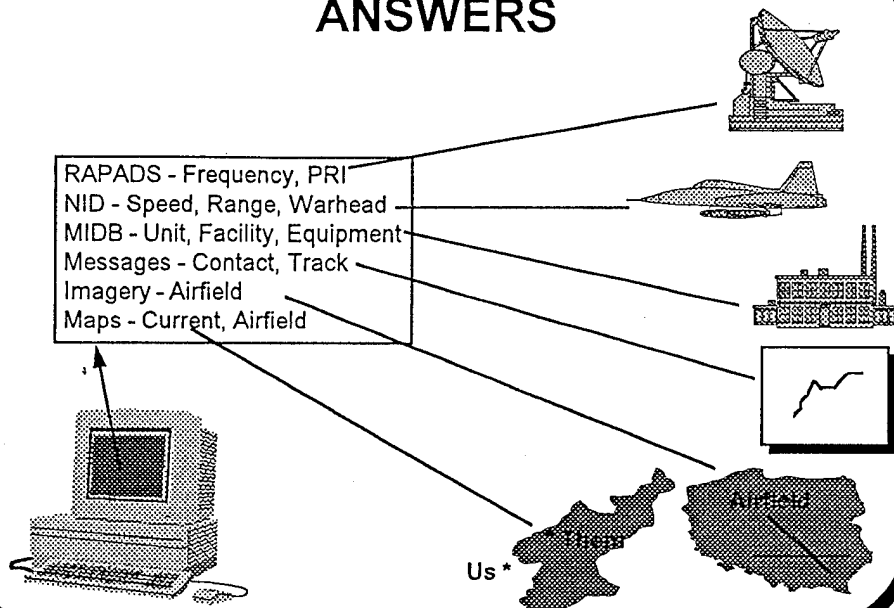 ANSWERS
RAPADS - Frequency, PRI
NID - Speed, Range, Warhead
MIDB - Unit, Facility, Equipment
Messages - Contact, Track
Imagery - Airfield
Maps - Current, Airfield
Airfield
* Them
Us *